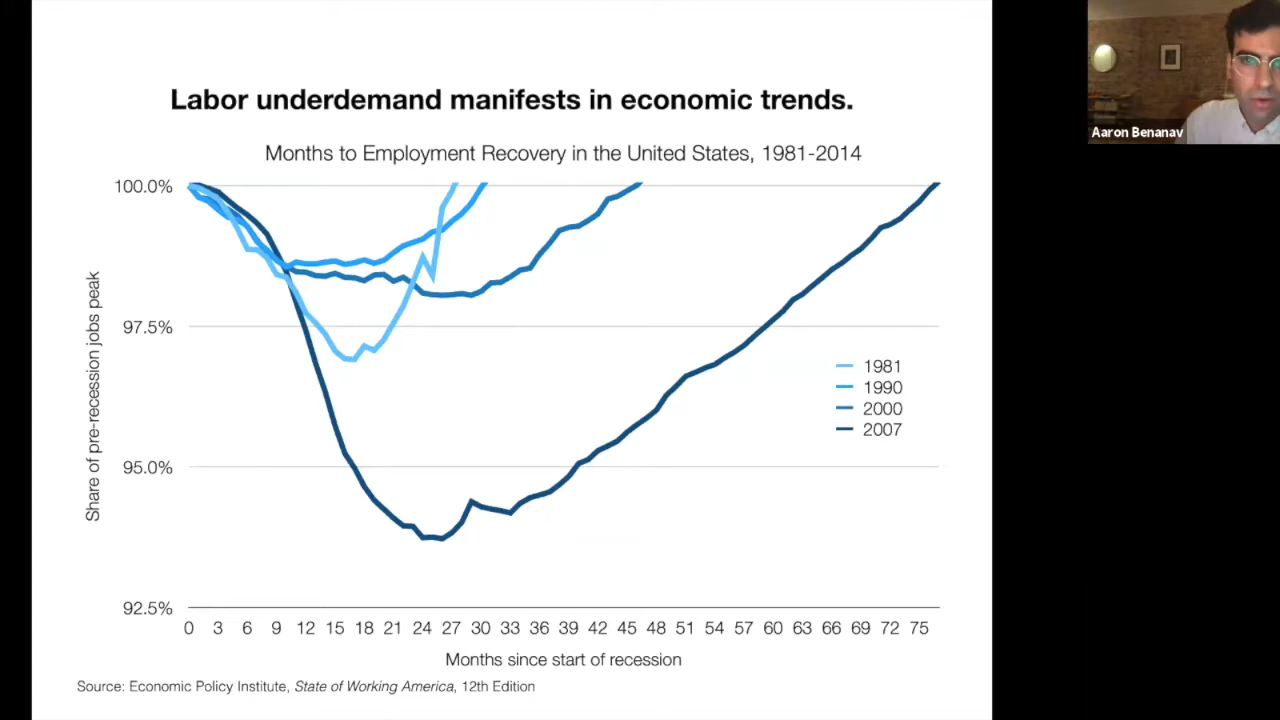 Labor underdemand manifests in economic trends.
Months to Employment Recovery in the United States, 1981-2014
Share of pre-recession jobs peak
100.0%
97.5%
95.0%
92.5%
1981
1990
2000
2007
0 3 6 9 12 15 18 21 24 27 30 33 36 39 42 45 48 51 54 57 60 63 66 69 72 75
Months since start of recession
Source: Economic Policy Institute, State of Working America, 12th Edition
Aaron Benanav